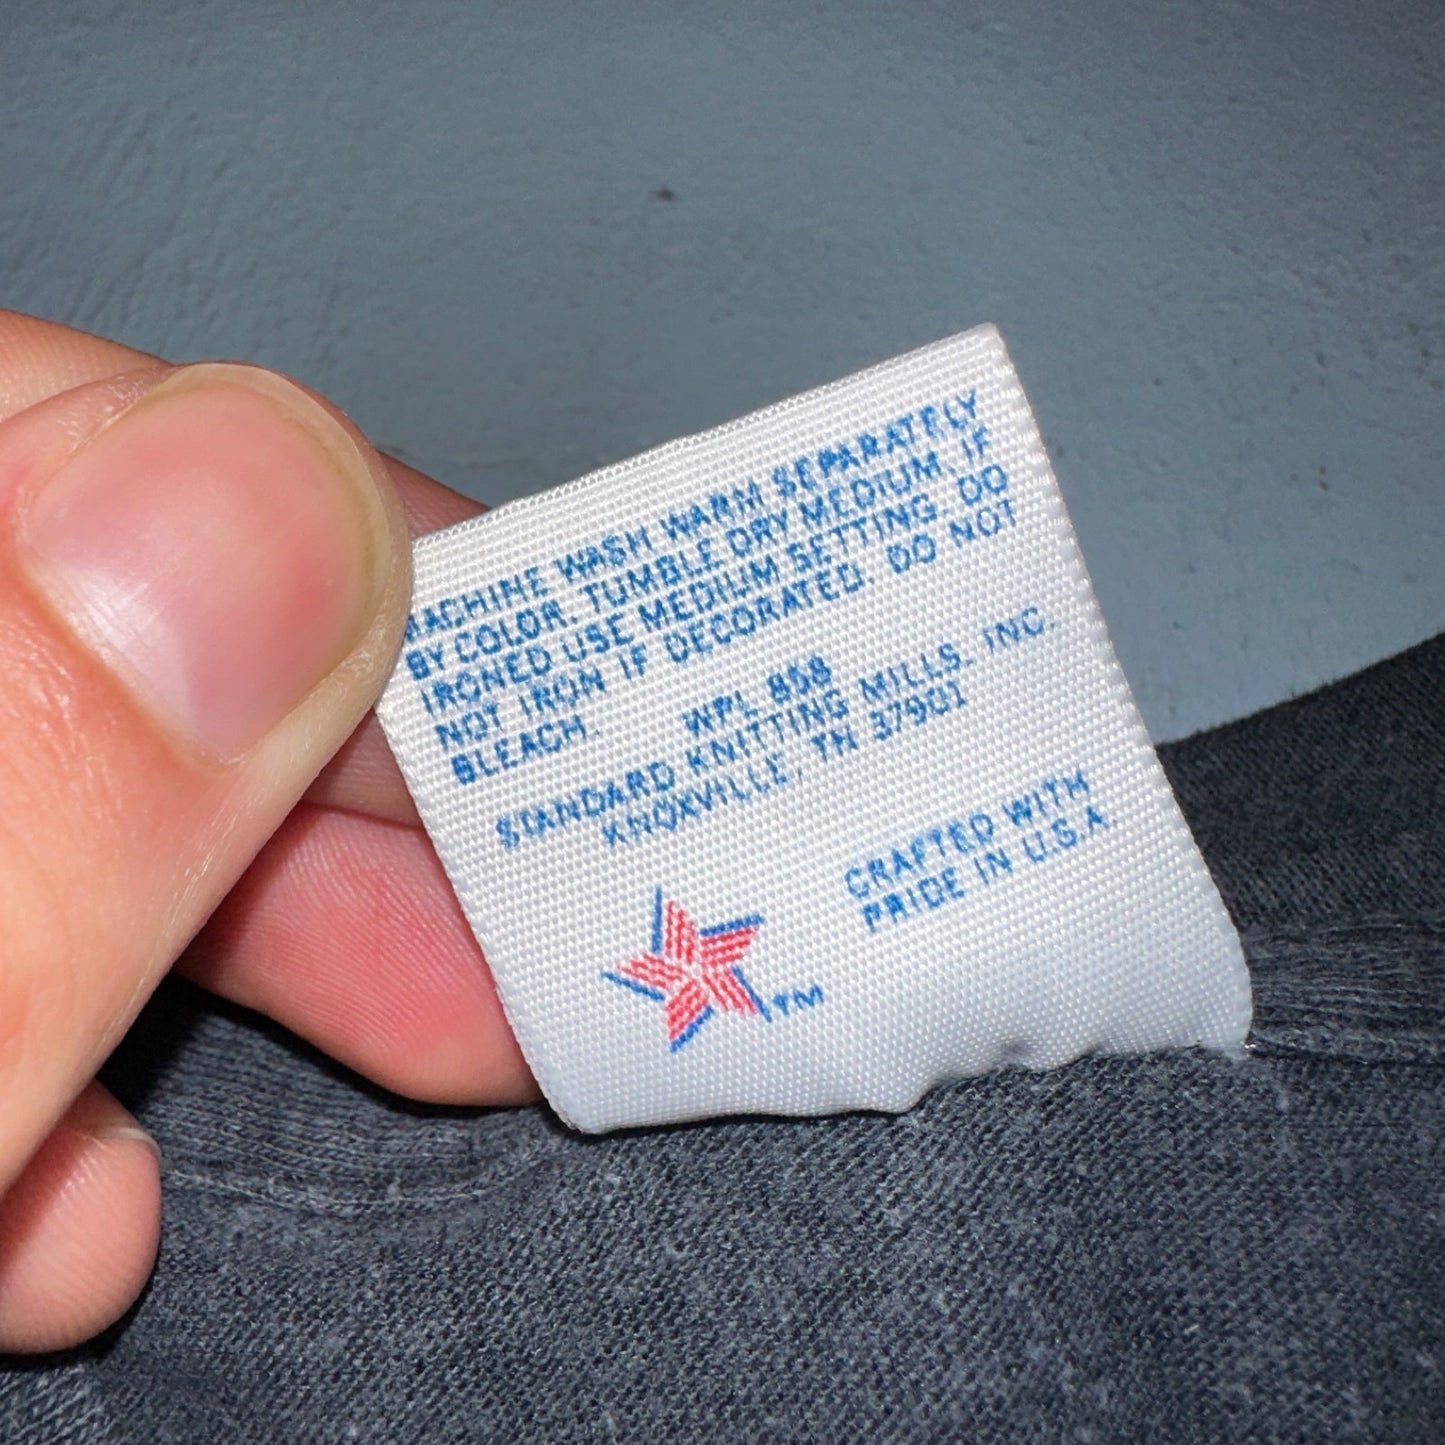 MACHINE WASH WARM SEPARATELY
BY COLOR. TUMBLE DRY MEDIUM. IF
IRONED USE MEDIUM SETTING. DO
NOT IRON IF DECORATED. DO NOT
BLEACH. WPL 858
STANDARD KNITTING MILLS, INC.
KNOXVILLE, TN 37901
CRAFTED WITH
PRIDE IN U.S.A
TM